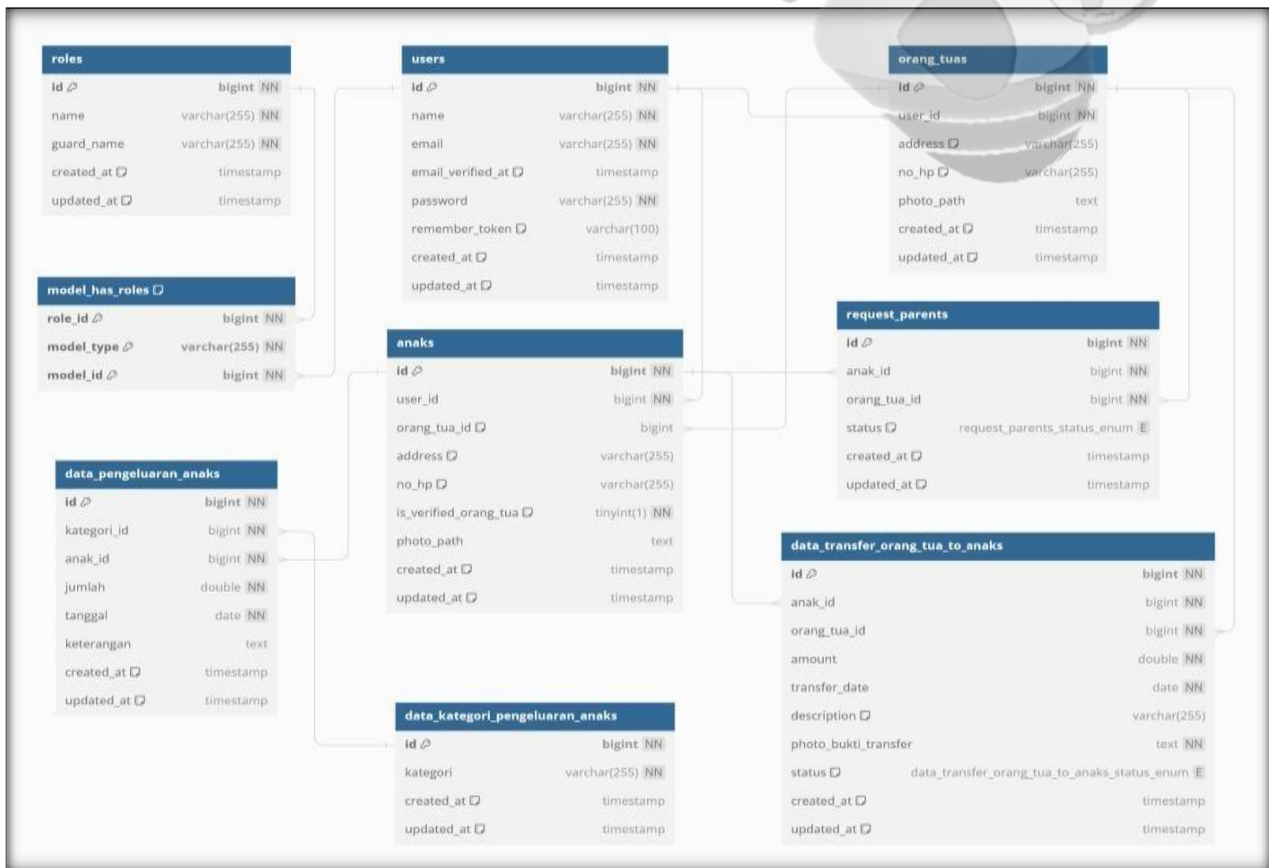 roles
id bigint NN
name varchar(255) NN
guard_name varchar(255) NN
created_at timestamp
updated_at timestamp
users
id bigint NN
name varchar(255) NN
email varchar(255) NN
email_verified_at timestamp
password varchar(255) NN
remember_token varchar(100)
created_at timestamp
updated_at timestamp
orang_tuas
id bigint NN
user_id bigint NN
address varchar(255)
no_hp varchar(255)
photo_path text
created_at timestamp
updated_at timestamp
model_has_roles
role_id bigint NN
model_type varchar(255) NN
model_id bigint NN
anaks
id bigint NN
user_id bigint NN
orang_tua_id bigint
address varchar(255)
no_hp varchar(255)
is_verified_orang_tua tinyint(1) NN
photo_path text
created_at timestamp
updated_at timestamp
request_parents
id bigint NN
anak_id bigint NN
orang_tua_id bigint NN
status request_parents_status_enum E
created_at timestamp
updated_at timestamp
data_pengeluaran_anaks
id bigint NN
kategori_id bigint NN
anak_id bigint NN
jumlah double NN
tanggal date NN
keterangan text
created_at timestamp
updated_at timestamp
data_kategori_pengeluaran_anaks
id bigint NN
kategori varchar(255) NN
created_at timestamp
updated_at timestamp
data_transfer_orang_tua_to_anaks
id bigint NN
anak_id bigint NN
orang_tua_id bigint NN
amount double NN
transfer_date date NN
description varchar(255)
photo_bukti_transfer text NN
status data_transfer_orang_tua_to_anaks_status_enum E
created_at timestamp
updated_at timestamp